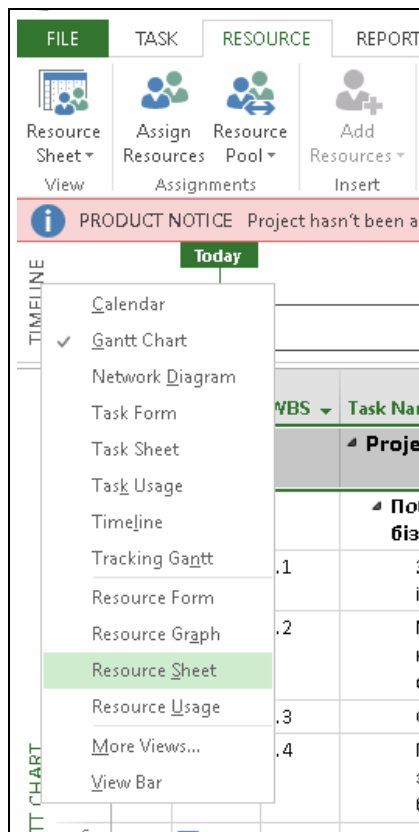 FILE TASK RESOURCE REPORT
Resource Sheet
Assign Resources
Resource Pool
Add Resources
View Assignments Insert
PRODUCT NOTICE Project hasn't been a
Today
TIMELINE
Calendar
Gantt Chart
Network Diagram
Task Form
WBS Task Nar
Task Sheet
Proje
Task Usage
Timeline
Tracking Gantt
.1
Resource Form
Resource Graph
.2
Resource Sheet
Resource Usage
.3
More Views...
.4
View Bar
TT CHART